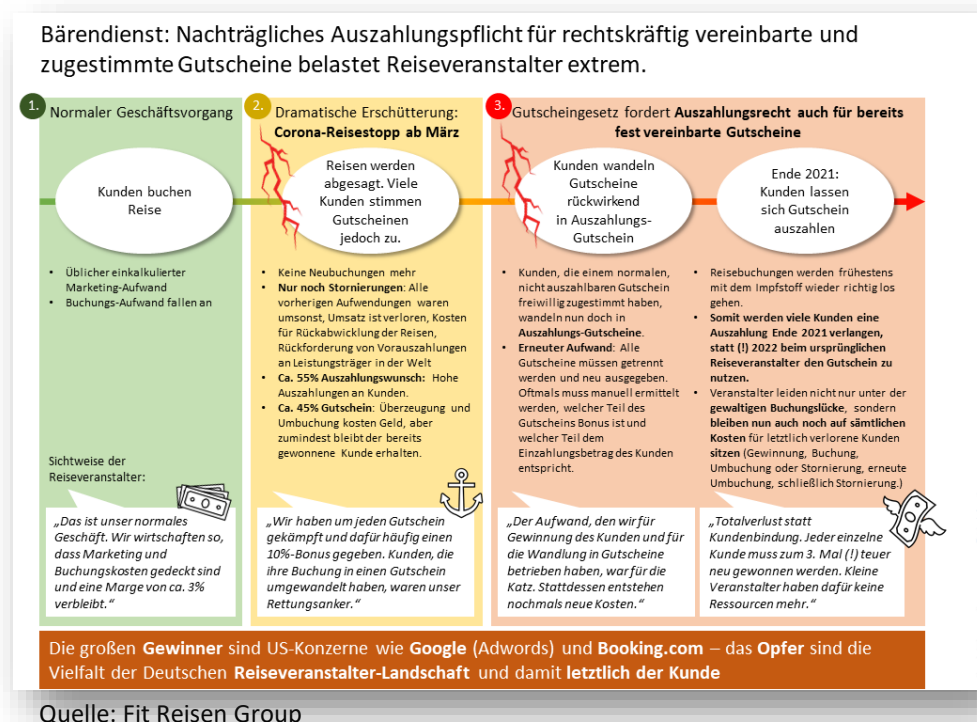 Bärendienst: Nachträgliches Auszahlungspflicht für rechtskräftig vereinbarte und
zugestimmte Gutscheine belastet Reiseveranstalter extrem.
1.
Normaler Geschäftsvorgang
Kunden buchen
Reise
• Üblicher einkalkulierter
Marketing-Aufwand
• Buchungs-Aufwand fallen an
Sichtweise der
Reiseveranstalter:
„Das ist unser normales
Geschäft. Wir wirtschaften so,
dass Marketing und
Buchungskosten gedeckt sind
und eine Marge von ca. 3%
verbleibt.“
2.
Dramatische Erschütterung:
Corona-Reisestopp ab März
Reisen werden
abgesagt. Viele
Kunden stimmen
Gutscheinen
jedoch zu.
• Keine Neubuchungen mehr
• Nur noch Stornierungen: Alle
vorherigen Aufwendungen waren
umsonst, Umsatz ist verloren, Kosten
für Rückabwicklung der Reisen,
Rückforderung von Vorauszahlungen
an Leistungsträger in der Welt
• Ca. 55% Auszahlungswunsch: Hohe
Auszahlungen an Kunden.
• Ca. 45% Gutschein: Überzeugung und
Umbuchung kosten Geld, aber
zumindest bleibt der bereits
gewonnene Kunde erhalten.
„Wir haben um jeden Gutschein
gekämpft und dafür häufig einen
10%-Bonus gegeben. Kunden, die
ihre Buchung in einen Gutschein
umgewandelt haben, waren unser
Rettungsanker.“
3.
Gutscheingesetz fordert Auszahlungsrecht auch für bereits
fest vereinbarte Gutscheine
Kunden wandeln
Gutscheine
rückwirkend
in Auszahlungs-
Gutschein
• Kunden, die einem normalen,
nicht auszahlbaren Gutschein
freiwillig zugestimmt haben,
wandeln nun doch in
Auszahlungs-Gutscheine.
• Erneuter Aufwand: Alle
Gutscheine müssen getrennt
werden und neu ausgegeben.
Oftmals muss manuell ermittelt
werden, welcher Teil des
Gutscheins Bonus ist und
welcher Teil dem
Einzahlungsbetrag des Kunden
entspricht.
„Der Aufwand, den wir für
Gewinnung des Kunden und für
die Wandlung in Gutscheine
betrieben haben, war für die
Katz. Stattdessen entstehen
nochmals neue Kosten.“
Ende 2021:
Kunden lassen
sich Gutschein
auszahlen
• Reisebuchungen werden frühestens
mit dem Impfstoff wieder richtig los
gehen.
• Somit werden viele Kunden eine
Auszahlung Ende 2021 verlangen,
statt (!) 2022 beim ursprünglichen
Reiseveranstalter den Gutschein zu
nutzen.
• Veranstalter leiden nicht nur unter der
gewaltigen Buchungslücke, sondern
bleiben nun auch noch auf sämtlichen
Kosten für letztlich verlorene Kunden
sitzen (Gewinnung, Buchung,
Umbuchung oder Stornierung, erneute
Umbuchung, schließlich Stornierung.)
„Totalverlust statt
Kundenbindung. Jeder einzelne
Kunde muss zum 3. Mal (!) teuer
neu gewonnen werden. Kleine
Veranstalter haben dafür keine
Ressourcen mehr.“
Die großen Gewinner sind US-Konzerne wie Google (Adwords) und Booking.com – das Opfer sind die
Vielfalt der Deutschen Reiseveranstalter-Landschaft und damit letztlich der Kunde
Quelle: Fit Reisen Group